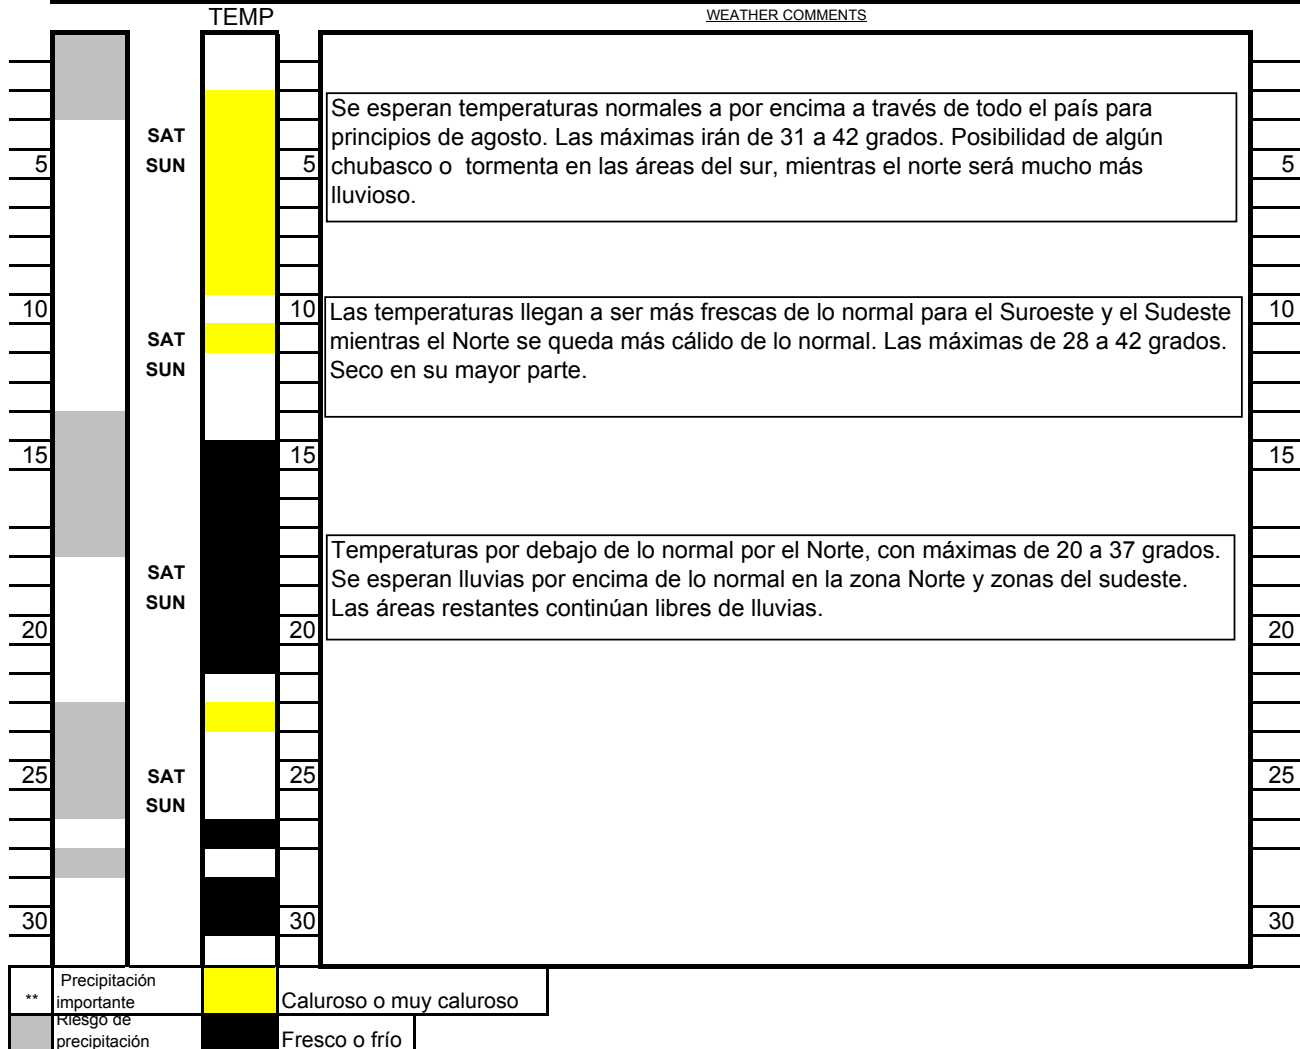 TEMP WEATHER COMMENTS
Se esperan temperaturas normales a por encima a través de todo el país para
SAT principios de agosto. Las máximas irán de 31 a 42 grados. Posibilidad de algún
5 SUN 5 chubasco o tormenta en las áreas del sur, mientras el norte será mucho más 5
lluvioso.
10 10 Las temperaturas llegan a ser más frescas de lo normal para el Suroeste y el Sudeste 10
SAT mientras el Norte se queda más cálido de lo normal. Las máximas de 28 a 42 grados.
SUN Seco en su mayor parte.
15 15 15
Temperaturas por debajo de lo normal por el Norte, con máximas de 20 a 37 grados.
SAT Se esperan lluvias por encima de lo normal en la zona Norte y zonas del sudeste.
SUN Las áreas restantes continúan libres de lluvias.
20 20 20
25 SAT 25 25
SUN
30 30 30
Precipitación
** importante Caluroso o muy caluroso
Riesgo de
precipitación Fresco o frío